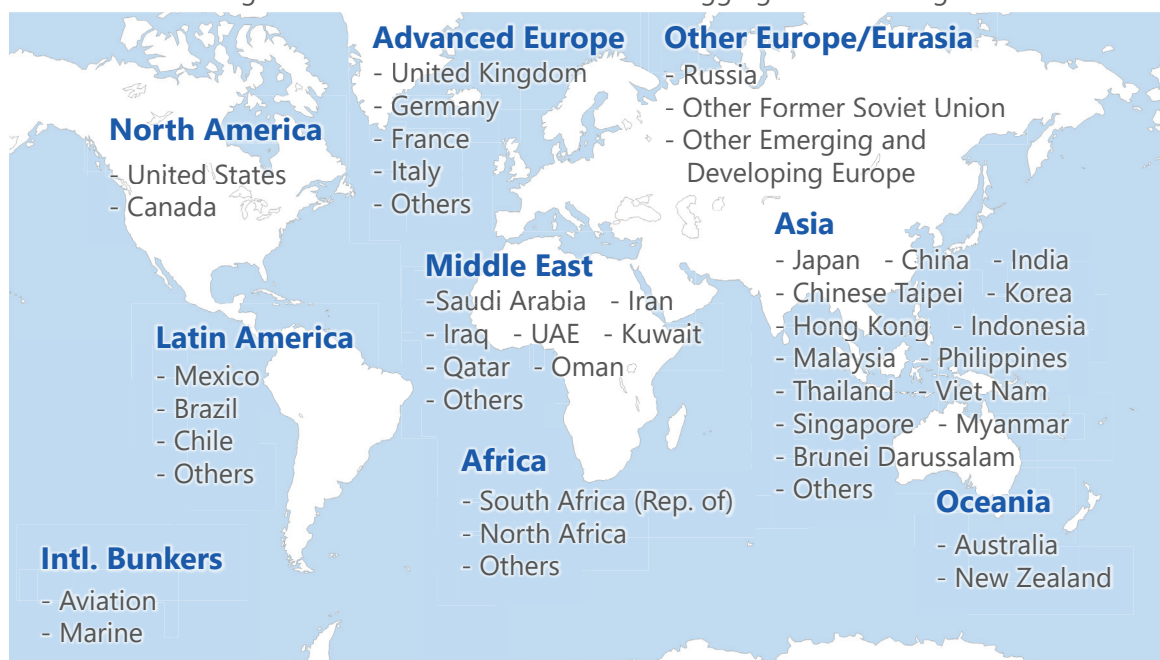 Advanced Europe
- United Kingdom
- Germany
- France
- Italy
- Others
Other Europe/Eurasia
- Russia
- Other Former Soviet Union
- Other Emerging and
Developing Europe
North America
- United States
- Canada
Asia
- Japan - China - India
- Chinese Taipei - Korea
- Hong Kong - Indonesia
- Malaysia - Philippines
- Thailand - Viet Nam
- Singapore - Myanmar
- Brunei Darussalam
- Others
Middle East
-Saudi Arabia - Iran
- Iraq - UAE - Kuwait
- Qatar - Oman
- Others
Latin America
- Mexico
- Brazil
- Chile
- Others
Africa
- South Africa (Rep. of)
- North Africa
- Others
Oceania
- Australia
- New Zealand
Intl. Bunkers
- Aviation
- Marine